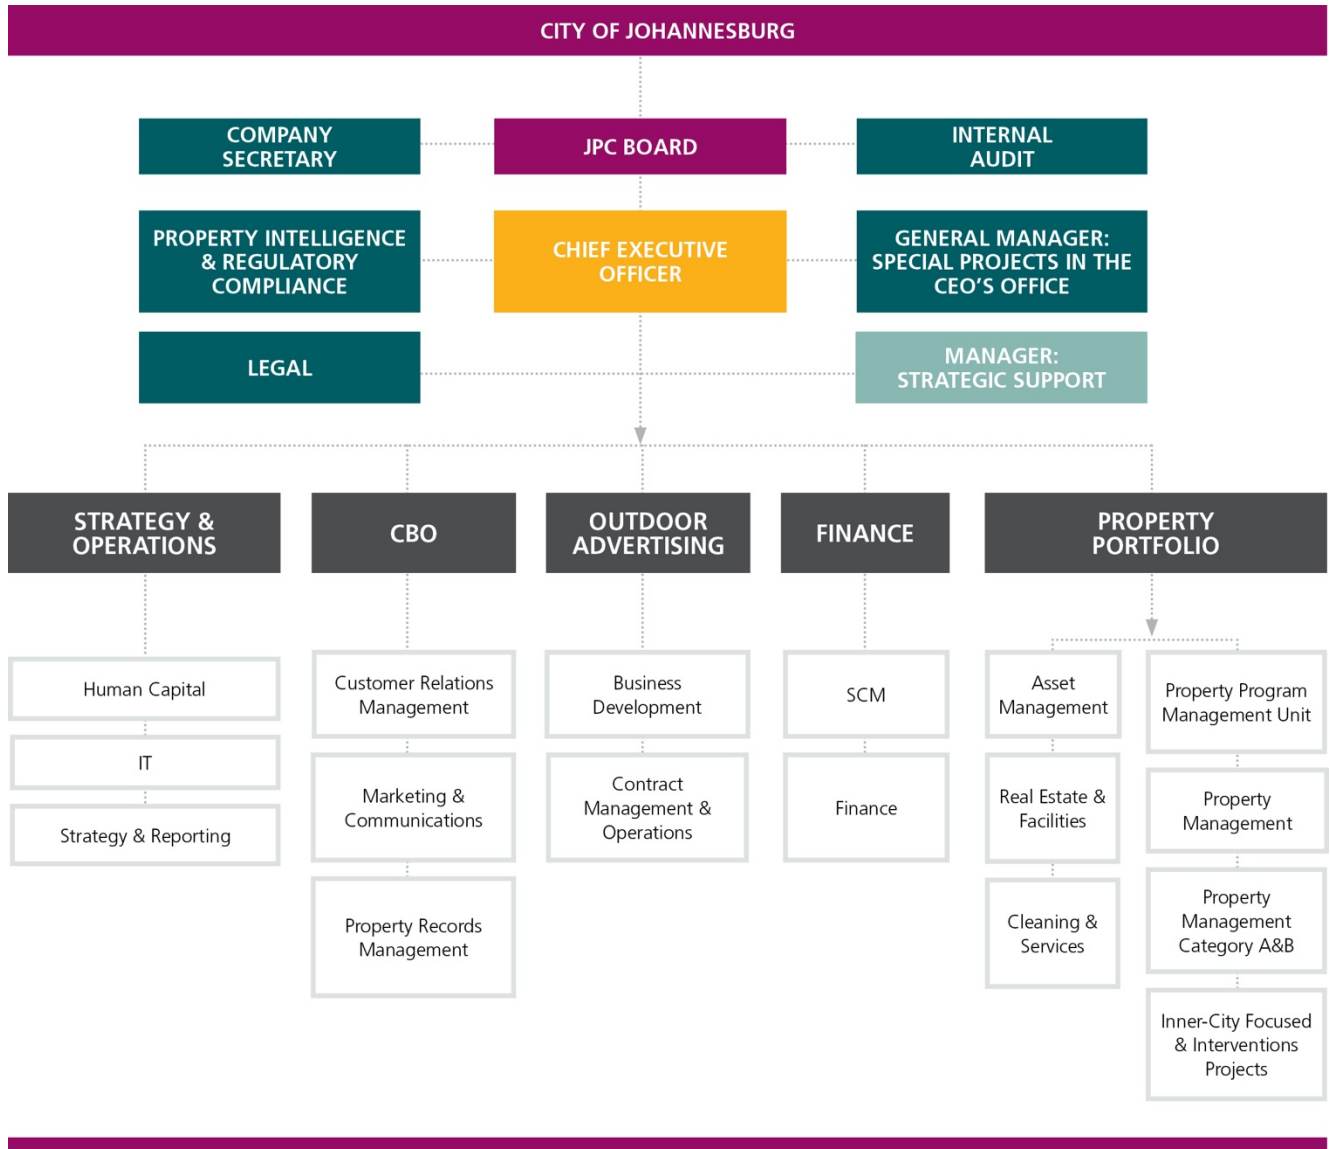 CITY OF JOHANNESBURG
COMPANY
SECRETARY
JPC BOARD
INTERNAL
AUDIT
PROPERTY INTELLIGENCE
& REGULATORY
COMPLIANCE
CHIEF EXECUTIVE
OFFICER
GENERAL MANAGER:
SPECIAL PROJECTS IN THE
CEO’S OFFICE
LEGAL
MANAGER:
STRATEGIC SUPPORT
STRATEGY &
OPERATIONS
CBO
OUTDOOR
ADVERTISING
FINANCE
PROPERTY
PORTFOLIO
Human Capital
IT
Strategy & Reporting
Customer Relations
Management
Marketing &
Communications
Property Records
Management
Business
Development
Contract
Management &
Operations
SCM
Finance
Asset
Management
Real Estate &
Facilities
Cleaning &
Services
Property Program
Management Unit
Property
Management
Property
Management
Category A&B
Inner-City Focused
& Interventions
Projects